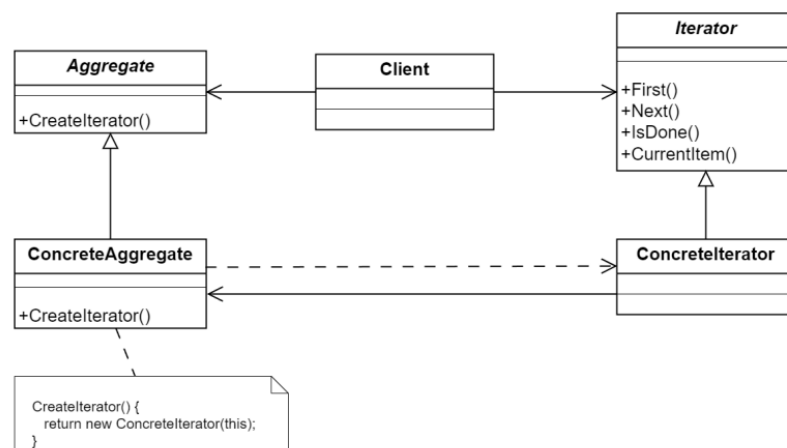 Aggregate
+CreateIterator()
Client
Iterator
+First()
+Next()
+IsDone()
+CurrentItem()
ConcreteAggregate
+CreateIterator()
ConcreteIterator
CreateIterator() {
return new ConcreteIterator(this);
}